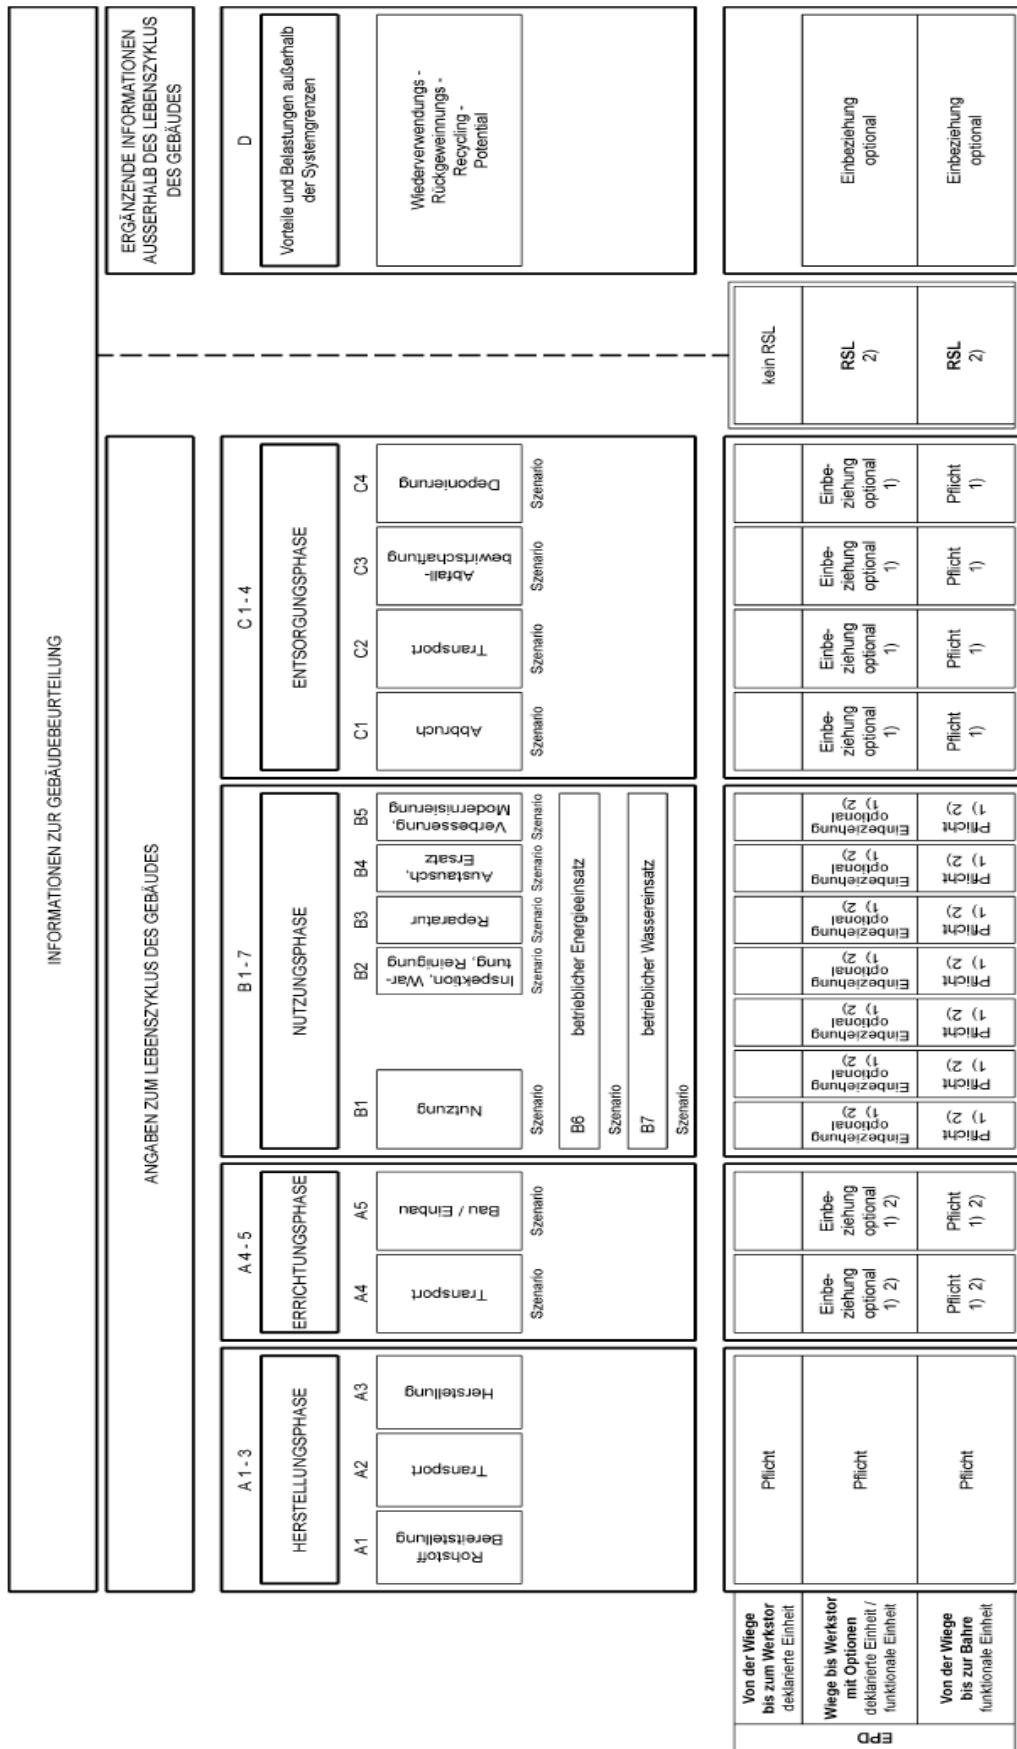 INFORMATIONEN ZUR GEBÄUDEBEURTEILUNG
ANGABEN ZUM LEBENSZYKLUS DES GEBÄUDES
ERGÄNZENDE INFORMATIONEN
AUSSERHALB DES LEBENSZYKLUS
DES GEBÄUDES
A 1 - 3
HERSTELLUNGSPHASE
A1
Rohstoff
Bereitstellung
A2
Transport
A3
Herstellung
A 4 - 5
ERRICHTUNGSPHASE
A4
Transport
Szenario
A5
Bau / Einbau
Szenario
B 1 - 7
NUTZUNGSPHASE
B1
Nutzung
Szenario
B2
Inspektion, War-
tung, Reinigung
Szenario
B3
Reparatur
Szenario
B4
Austausch,
Ersatz
Szenario
B5
Verbesserung,
Modernisierung
Szenario
B6 betrieblicher Energieeinsatz
Szenario
B7 betrieblicher Wassereinsatz
Szenario
C 1 - 4
ENTSORGUNGSPHASE
C1
Abbruch
Szenario
C2
Transport
Szenario
C3
Abfall-
bewirtschaftung
Szenario
C4
Deponierung
Szenario
D
Vorteile und Belastungen außerhalb
der Systemgrenzen
Wiederverwendungs -
Rückgeweinnungs -
Recycling -
Potential
EPD
Von der Wiege
bis zum Werkstor
deklarierte Einheit
Pflicht
kein RSL
Wiege bis Werkstor
mit Optionen
deklarierte Einheit /
funktionale Einheit
Pflicht
Einbe-
ziehung
optional
1) 2)
Einbe-
ziehung
optional
1) 2)
Einbeziehung
optional
1) 2)
Einbeziehung
optional
1) 2)
Einbeziehung
optional
1) 2)
Einbeziehung
optional
1) 2)
Einbeziehung
optional
1) 2)
Einbeziehung
optional
1) 2)
Einbeziehung
optional
1) 2)
Einbe-
ziehung
optional
1)
Einbe-
ziehung
optional
1)
Einbe-
ziehung
optional
1)
Einbe-
ziehung
optional
1)
RSL
2)
Einbeziehung
optional
Von der Wiege
bis zur Bahre
funktionale Einheit
Pflicht
Pflicht
1) 2)
Pflicht
1) 2)
Pflicht
1) 2)
Pflicht
1) 2)
Pflicht
1) 2)
Pflicht
1) 2)
Pflicht
1) 2)
Pflicht
1) 2)
Pflicht
1) 2)
Pflicht
1)
Pflicht
1)
Pflicht
1)
Pflicht
1)
RSL
2)
Einbeziehung
optional